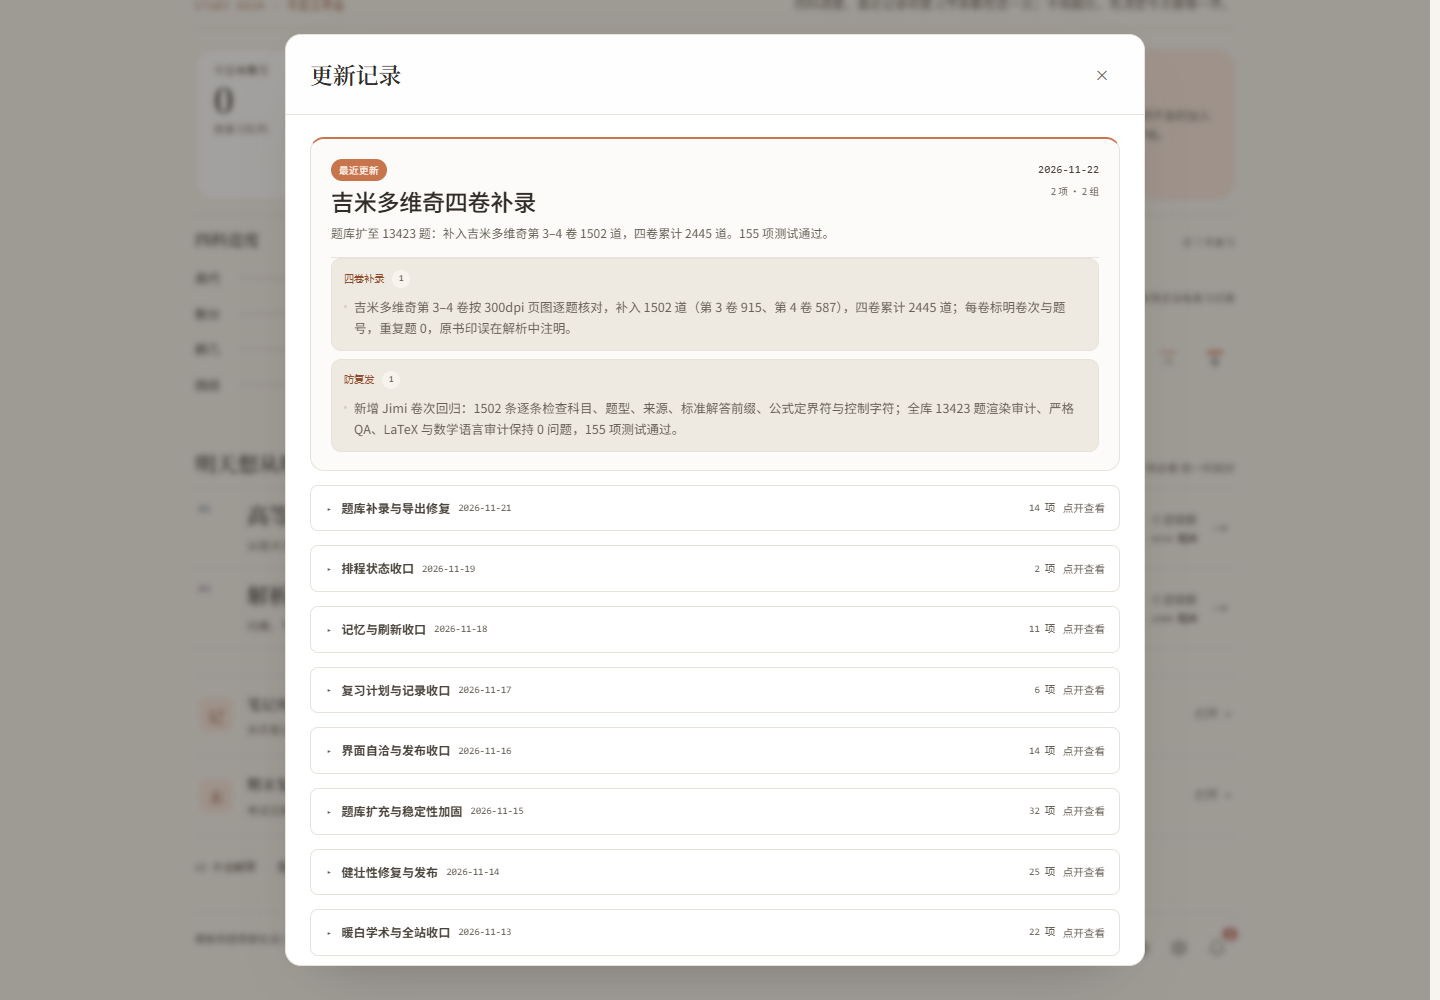 更新记录
最近更新
2026-11-22
吉米多维奇四卷补录
2 项 · 2 组
题库扩至 13423 题：补入吉米多维奇第 3–4 卷 1502 道，四卷累计 2445 道。155 项测试通过。
四卷补录 1
吉米多维奇第 3–4 卷按 300dpi 页图逐题核对，补入 1502 道（第 3 卷 915、第 4 卷 587），四卷累计 2445 道；每卷标明卷次与题
号，重复题 0，原书印误在解析中注明。
防复发 1
新增 Jimi 卷次回归：1502 条逐条检查科目、题型、来源、标准解答前缀、公式定界符与控制字符；全库 13423 题渲染审计、严格
QA、LaTeX 与数学语言审计保持 0 问题，155 项测试通过。
题库补录与导出修复 2026-11-21 14 项 点开查看
排程状态收口 2026-11-19 2 项 点开查看
记忆与刷新收口 2026-11-18 11 项 点开查看
复习计划与记录收口 2026-11-17 6 项 点开查看
界面自洽与发布收口 2026-11-16 14 项 点开查看
题库扩充与稳定性加固 2026-11-15 32 项 点开查看
健壮性修复与发布 2026-11-14 25 项 点开查看
暖白学术与全站收口 2026-11-13 22 项 点开查看
0
四科进度
明天想从
高等
解析